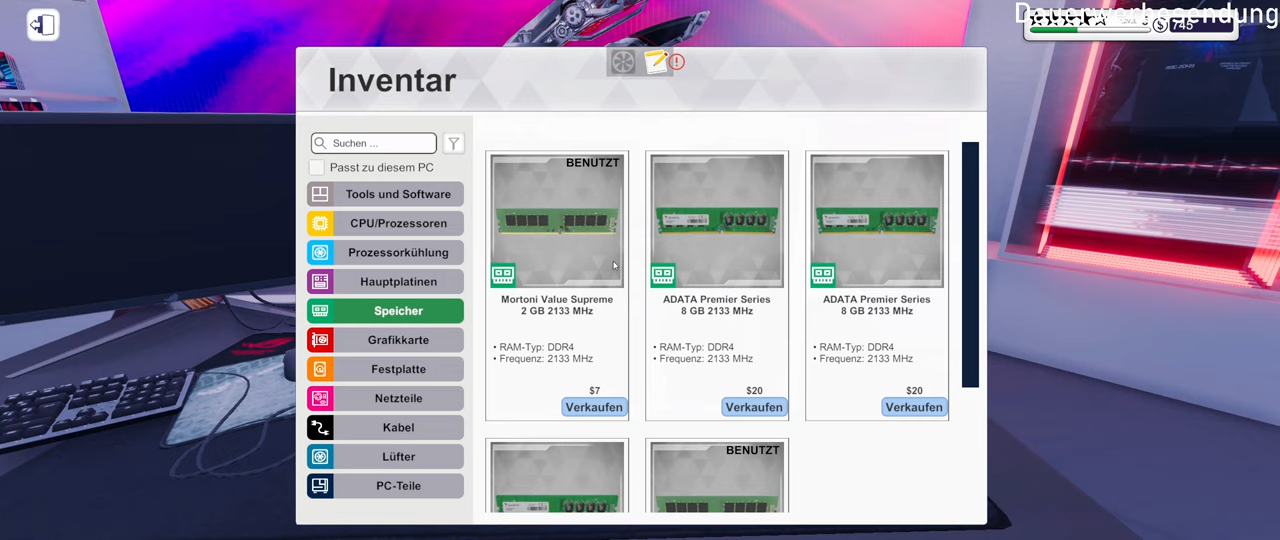 Dauerwerbesendung
745
Inventar
Suchen ...
Passt zu diesem PC
Tools und Software
CPU/Prozessoren
Prozessorkühlung
Hauptplatinen
Speicher
Grafikkarte
Festplatte
Netzteile
Kabel
Lüfter
PC-Teile
BENUTZT
Mortoni Value Supreme
2 GB 2133 MHz
• RAM-Typ: DDR4
• Frequenz: 2133 MHz
$7
Verkaufen
ADATA Premier Series
8 GB 2133 MHz
• RAM-Typ: DDR4
• Frequenz: 2133 MHz
$20
Verkaufen
ADATA Premier Series
8 GB 2133 MHz
• RAM-Typ: DDR4
• Frequenz: 2133 MHz
$20
Verkaufen
BENUTZT